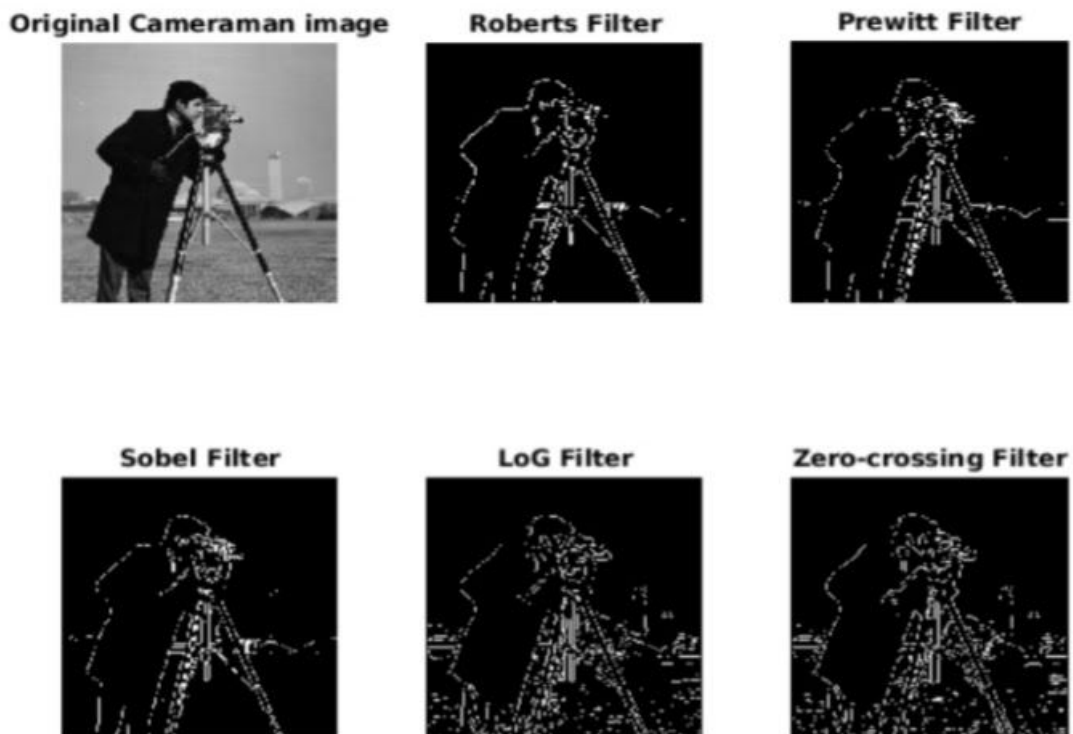 Original Cameraman image
Roberts Filter
Prewitt Filter
Sobel Filter
LoG Filter
Zero-crossing Filter